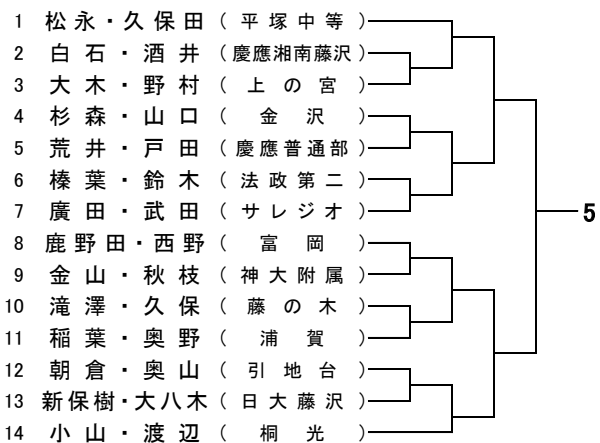 1 松永・久保田 （ 平塚中等 ）
2 白石・酒井 （慶應湘南藤沢）
3 大木・野村 （ 上の宮 ）
4 杉森・山口 （ 金沢 ）
5 荒井・戸田 （ 慶應普通部 ）
6 榛葉・鈴木 （ 法政第二 ）
7 廣田・武田 （ サレジオ ）
8 鹿野田・西野 （ 富岡 ）
9 金山・秋枝 （ 神大附属 ）
10 滝澤・久保 （ 藤の木 ）
11 稲葉・奥野 （ 浦賀 ）
12 朝倉・奥山 （ 引地台 ）
13 新保樹・大八木 （ 日大藤沢 ）
14 小山・渡辺 （ 桐光 ）
5